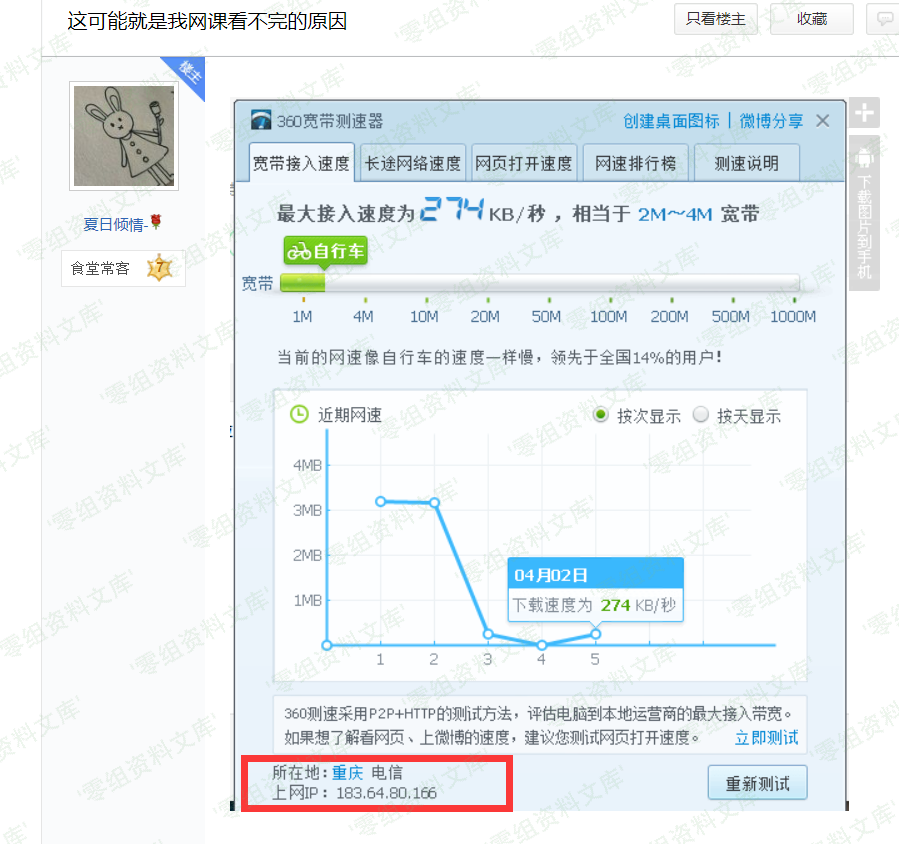 这可能就是我网课看不完的原因
只看楼主
收藏
楼主
夏日倾情-🌹
食堂常客 7
360宽带测速器
创建桌面图标 | 微博分享
宽带接入速度
长途网络速度
网页打开速度
网速排行榜
测速说明
最大接入速度为274KB/秒，相当于 2M～4M 宽带
自行车
宽带
1M 4M 10M 20M 50M 100M 200M 500M 1000M
当前的网速像自行车的速度一样慢，领先于全国14%的用户!
近期网速
按次显示
按天显示
4MB
3MB
2MB
1MB
04月02日
下载速度为 274 KB/秒
1 2 3 4 5
360测速采用P2P+HTTP的测试方法，评估电脑到本地运营商的最大接入带宽。
如果想了解看网页、上微博的速度，建议您测试网页打开速度。
立即测试
所在地：重庆 电信
上网IP：183.64.80.166
重新测试
下载图片到手机
'零组资料文库'